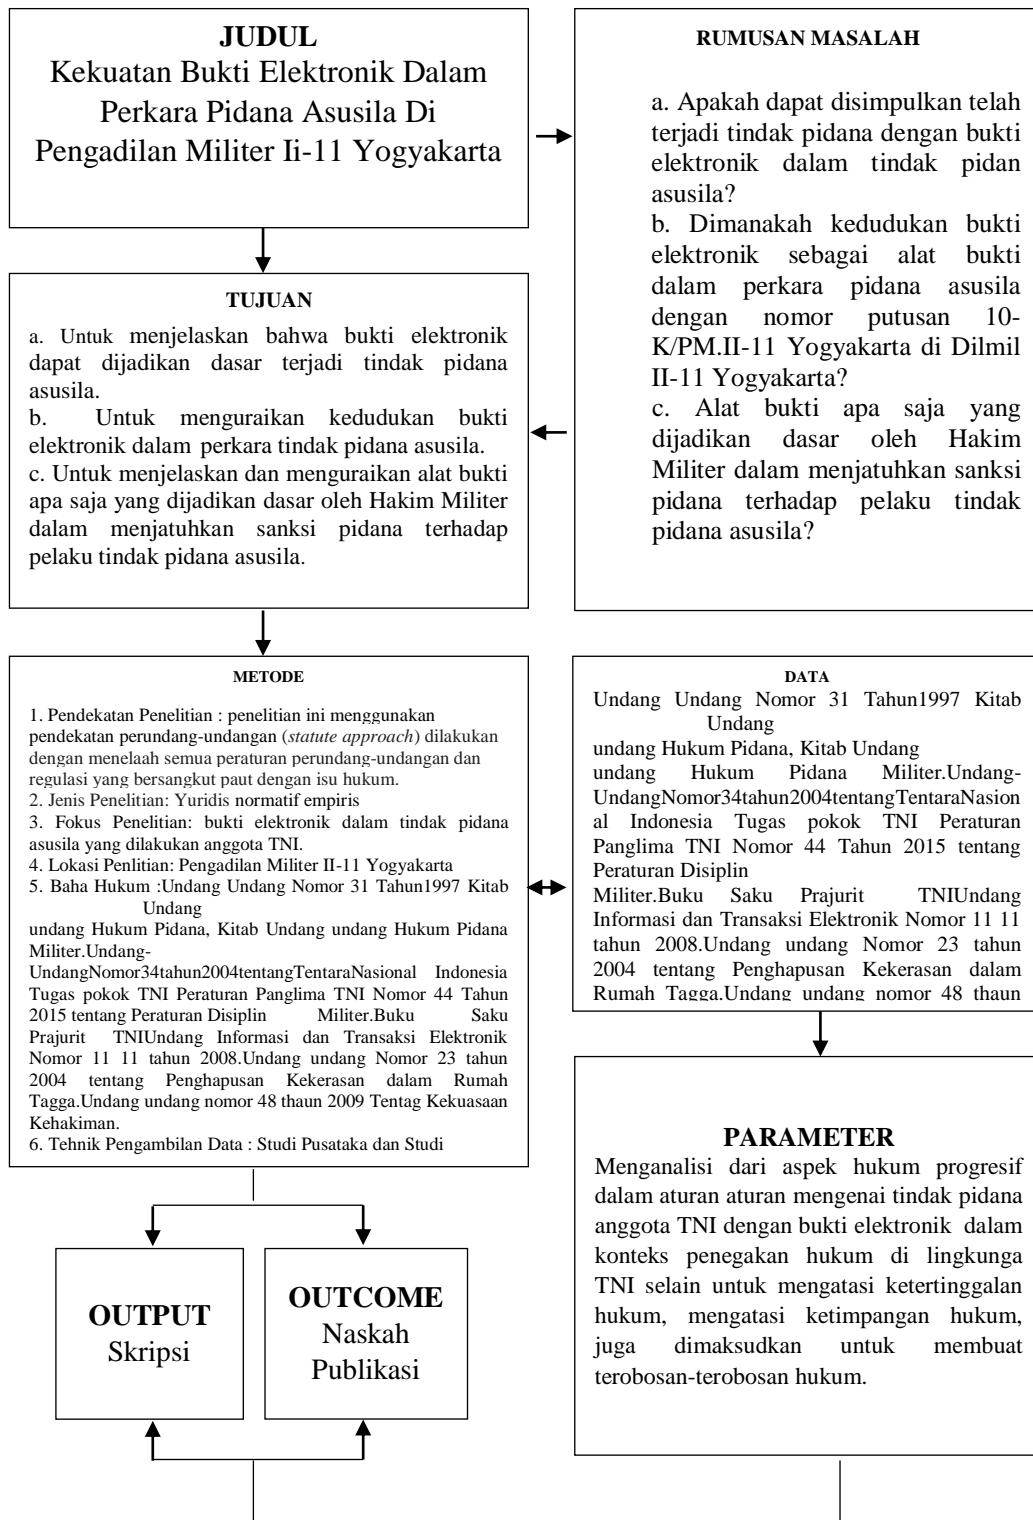 JUDUL
Kekuatan Bukti Elektronik Dalam
Perkara Pidana Asusila Di
Pengadilan Militer Ii-11 Yogyakarta
RUMUSAN MASALAH
a. Apakah dapat disimpulkan telah
terjadi tindak pidana dengan bukti
elektronik dalam tindak pidan
asusila?
b. Dimanakah kedudukan bukti
elektronik sebagai alat bukti
dalam perkara pidana asusila
dengan nomor putusan 10-
K/PM.II-11 Yogyakarta di Dilmil
II-11 Yogyakarta?
c. Alat bukti apa saja yang
dijadikan dasar oleh Hakim
Militer dalam menjatuhkan sanksi
pidana terhadap pelaku tindak
pidana asusila?
TUJUAN
a. Untuk menjelaskan bahwa bukti elektronik
dapat dijadikan dasar terjadi tindak pidana
asusila.
b. Untuk menguraikan kedudukan bukti
elektronik dalam perkara tindak pidana asusila.
c. Untuk menjelaskan dan menguraikan alat bukti
apa saja yang dijadikan dasar oleh Hakim Militer
dalam menjatuhkan sanksi pidana terhadap
pelaku tindak pidana asusila.
METODE
1. Pendekatan Penelitian : penelitian ini menggunakan
pendekatan perundang-undangan (statute approach) dilakukan
dengan menelaah semua peraturan perundang-undangan dan
regulasi yang bersangkut paut dengan isu hukum.
2. Jenis Penelitian: Yuridis normatif empiris
3. Fokus Penelitian: bukti elektronik dalam tindak pidana
asusila yang dilakukan anggota TNI.
4. Lokasi Penlitian: Pengadilan Militer II-11 Yogyakarta
5. Baha Hukum :Undang Undang Nomor 31 Tahun1997 Kitab
Undang
undang Hukum Pidana, Kitab Undang undang Hukum Pidana
Militer.Undang-
UndangNomor34tahun2004tentangTentaraNasional Indonesia
Tugas pokok TNI Peraturan Panglima TNI Nomor 44 Tahun
2015 tentang Peraturan Disiplin Militer.Buku Saku
Prajurit TNIUndang Informasi dan Transaksi Elektronik
Nomor 11 11 tahun 2008.Undang undang Nomor 23 tahun
2004 tentang Penghapusan Kekerasan dalam Rumah
Tagga.Undang undang nomor 48 thaun 2009 Tentag Kekuasaan
Kehakiman.
6. Tehnik Pengambilan Data : Studi Pusataka dan Studi
DATA
Undang Undang Nomor 31 Tahun1997 Kitab
Undang
undang Hukum Pidana, Kitab Undang
undang Hukum Pidana Militer.Undang-
UndangNomor34tahun2004tentangTentaraNasion
al Indonesia Tugas pokok TNI Peraturan
Panglima TNI Nomor 44 Tahun 2015 tentang
Peraturan Disiplin
Militer.Buku Saku Prajurit TNIUndang
Informasi dan Transaksi Elektronik Nomor 11 11
tahun 2008.Undang undang Nomor 23 tahun
2004 tentang Penghapusan Kekerasan dalam
Rumah Tagga.Undang undang nomor 48 thaun
PARAMETER
Menganalisi dari aspek hukum progresif
dalam aturan aturan mengenai tindak pidana
anggota TNI dengan bukti elektronik dalam
konteks penegakan hukum di lingkunga
TNI selain untuk mengatasi ketertinggalan
hukum, mengatasi ketimpangan hukum,
juga dimaksudkan untuk membuat
terobosan-terobosan hukum.
OUTPUT
Skripsi
OUTCOME
Naskah
Publikasi